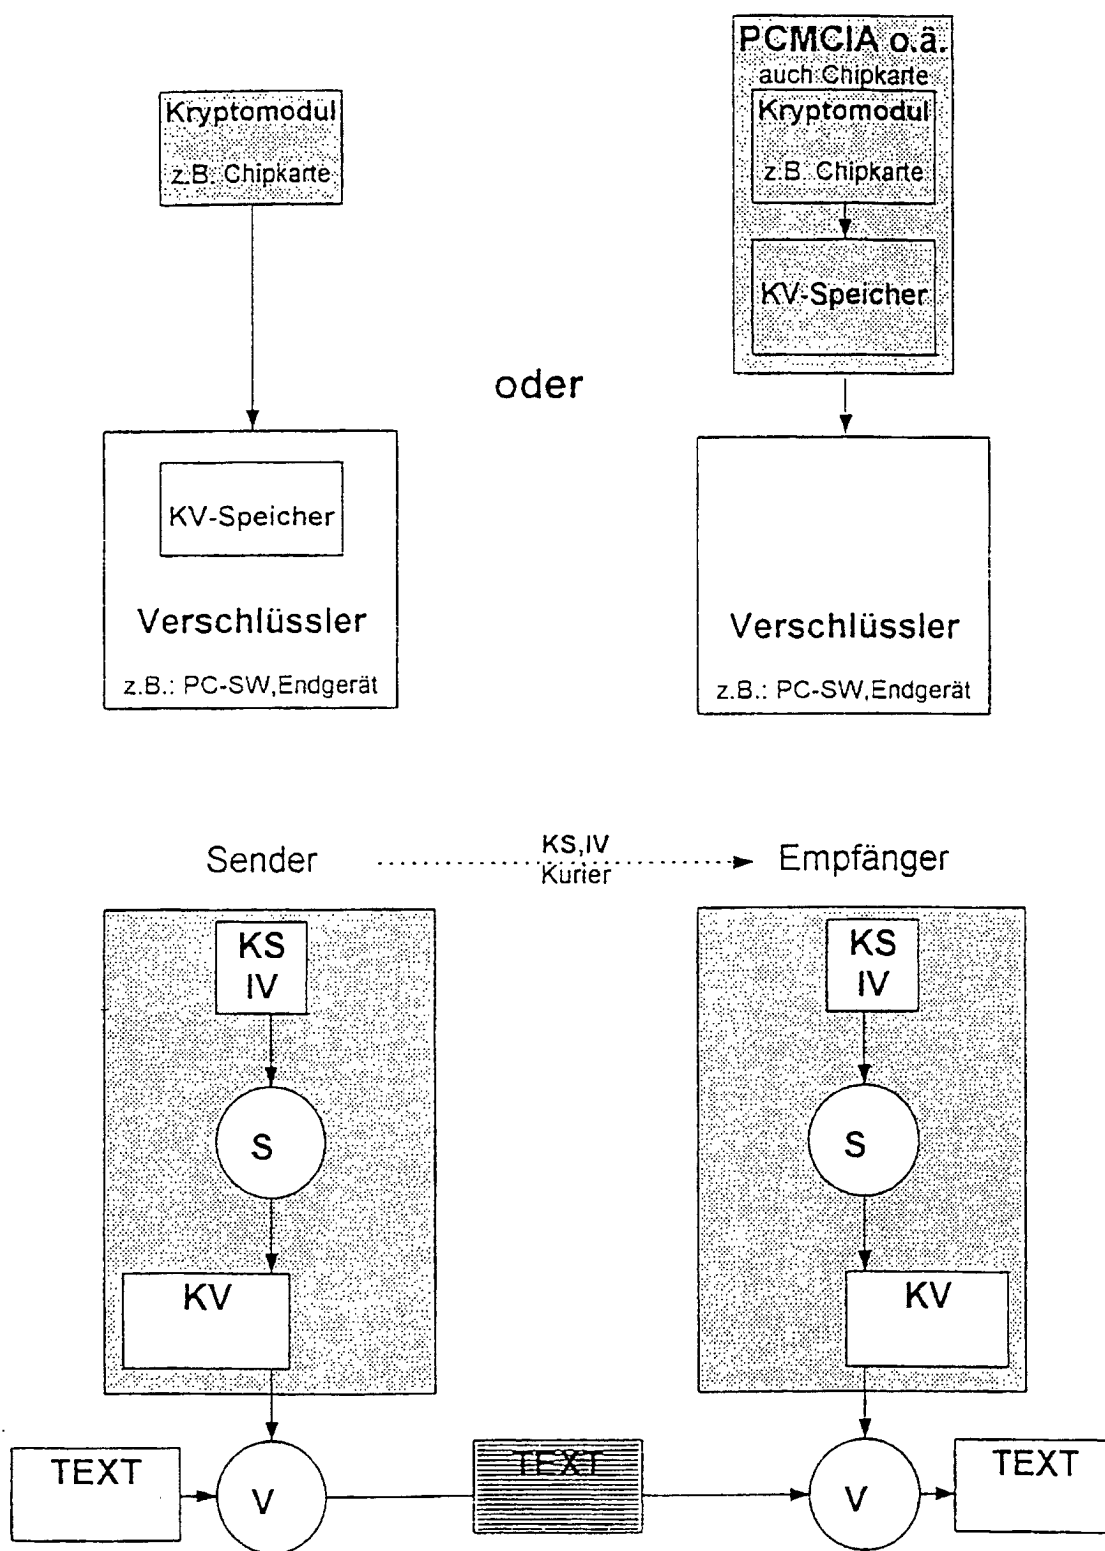 Kryptomodul
z.B. Chipkarte
KV-Speicher
Verschlüssler
z.B.: PC-SW,Endgerät
oder
PCMCIA o.ä.
auch Chipkarte
Kryptomodul
z.B. Chipkarte
KV-Speicher
Verschlüssler
z.B.: PC-SW,Endgerät
Sender
KS,IV
Kurier
Empfänger
KS
IV
S
KV
KS
IV
S
KV
TEXT
V
TEXT
V
TEXT